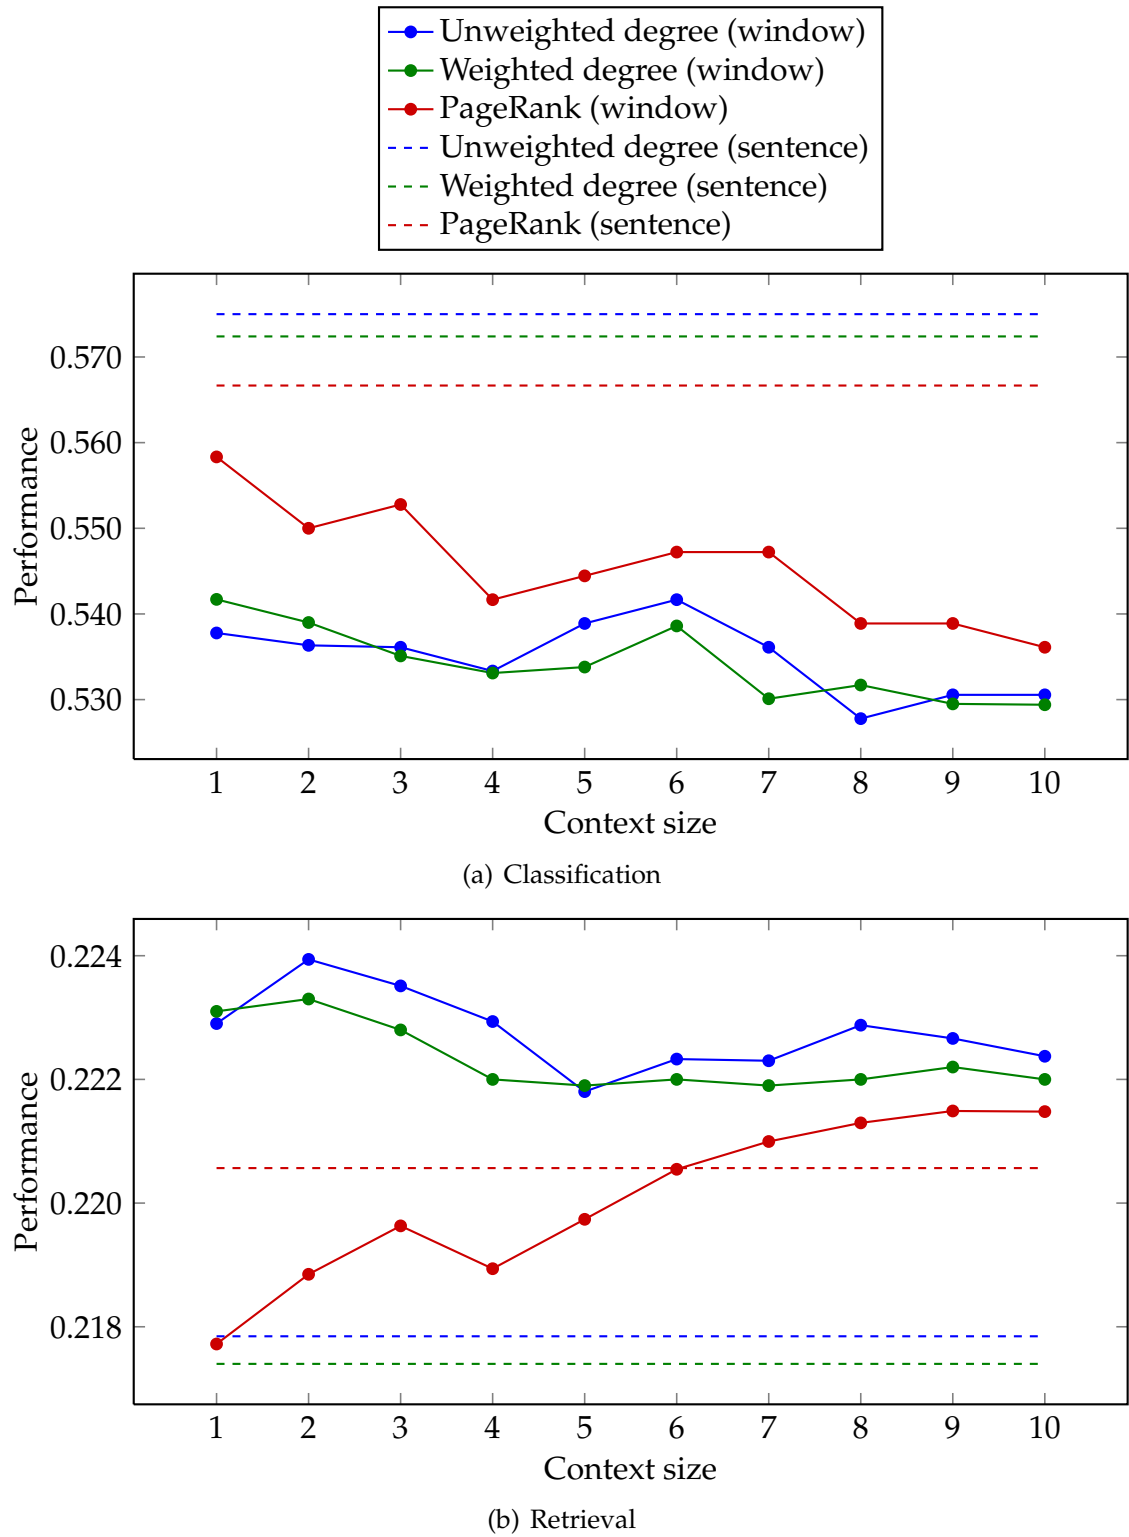 Unweighted degree (window)
Weighted degree (window)
PageRank (window)
Unweighted degree (sentence)
Weighted degree (sentence)
PageRank (sentence)
0.570
0.560
0.550
0.540
0.530
Performance
1 2 3 4 5 6 7 8 9 10
Context size
(a) Classification
0.224
0.222
0.220
0.218
Performance
1 2 3 4 5 6 7 8 9 10
Context size
(b) Retrieval